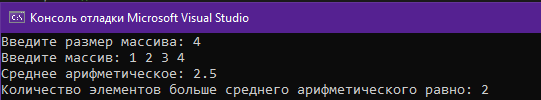 Консоль отладки Microsoft Visual Studio
Введите размер массива: 4
Введите массив: 1 2 3 4
Среднее арифметическое: 2.5
Количество элементов больше среднего арифметического равно: 2